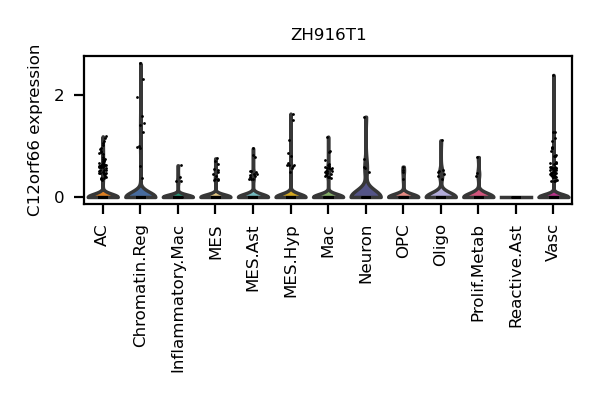 ZH916T1
C12orf66 expression
2
0
AC
Chromatin.Reg
Inflammatory.Mac
MES
MES.Ast
MES.Hyp
Mac
Neuron
OPC
Oligo
Prolif.Metab
Reactive.Ast
Vasc